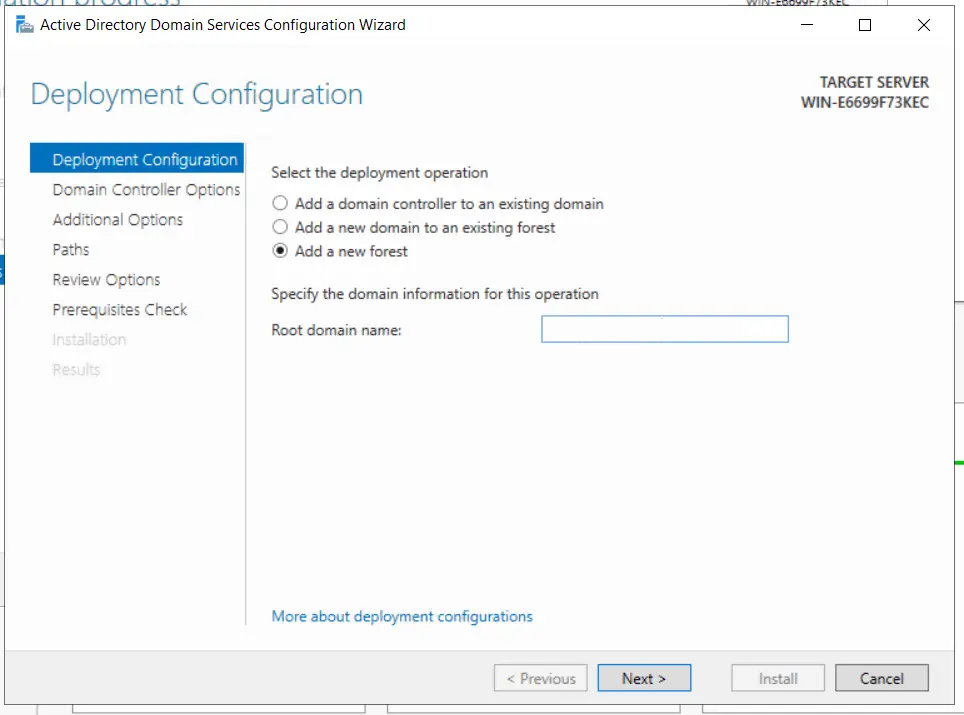 Active Directory Domain Services Configuration Wizard
Deployment Configuration
TARGET SERVER
WIN-E6699F73KEC
Deployment Configuration
Domain Controller Options
Additional Options
Paths
Review Options
Prerequisites Check
Installation
Results
Select the deployment operation
Add a domain controller to an existing domain
Add a new domain to an existing forest
Add a new forest
Specify the domain information for this operation
Root domain name:
More about deployment configurations
< Previous
Next >
Install
Cancel